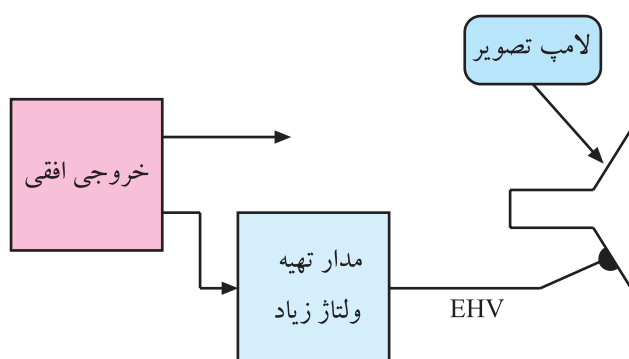 لامپ تصویر
خروجی افقی
مدار تهیه
ولتاژ زیاد
EHV